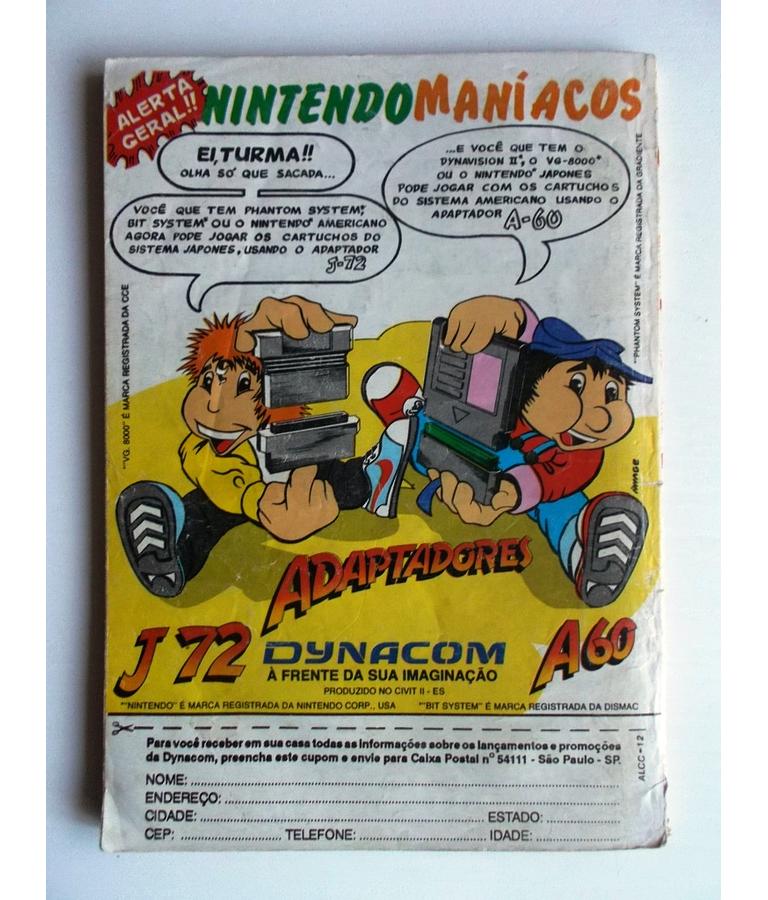 ALERTA
GERAL!!
NINTENDOMANÍACOS
EI, TURMA!!
OLHA SÓ QUE SACADA...
VOCÊ QUE TEM PHANTOM SYSTEM*,
BIT SYSTEM* OU O NINTENDO* AMERICANO
AGORA PODE JOGAR OS CARTUCHOS DO
SISTEMA JAPONES, USANDO O ADAPTADOR
J-72
...E VOCÊ QUE TEM O
DYNAVISION II*, O VG-8000*
OU O NINTENDO* JAPONES
PODE JOGAR COM OS CARTUCHOS
DO SISTEMA AMERICANO USANDO O
ADAPTADOR A-60
*"VG. 8000" É MARCA REGISTRADA DA CCE
*"PHANTOM SYSTEM" É MARCA REGISTRADA DA GRADIENTE
IMAGE
ADAPTADORES
J 72
DYNACOM
A60
À FRENTE DA SUA IMAGINAÇÃO
PRODUZIDO NO CIVIT II - ES
*"NINTENDO" É MARCA REGISTRADA DA NINTENDO CORP., USA
*"BIT SYSTEM" É MARCA REGISTRADA DA DISMAC
Para você receber em sua casa todas as informações sobre os lançamentos e promoções
da Dynacom, preencha este cupom e envie para Caixa Postal nº 54111 - São Paulo - SP.
NOME:
ENDEREÇO:
CIDADE: ESTADO:
CEP: TELEFONE: IDADE:
ALCC - 12